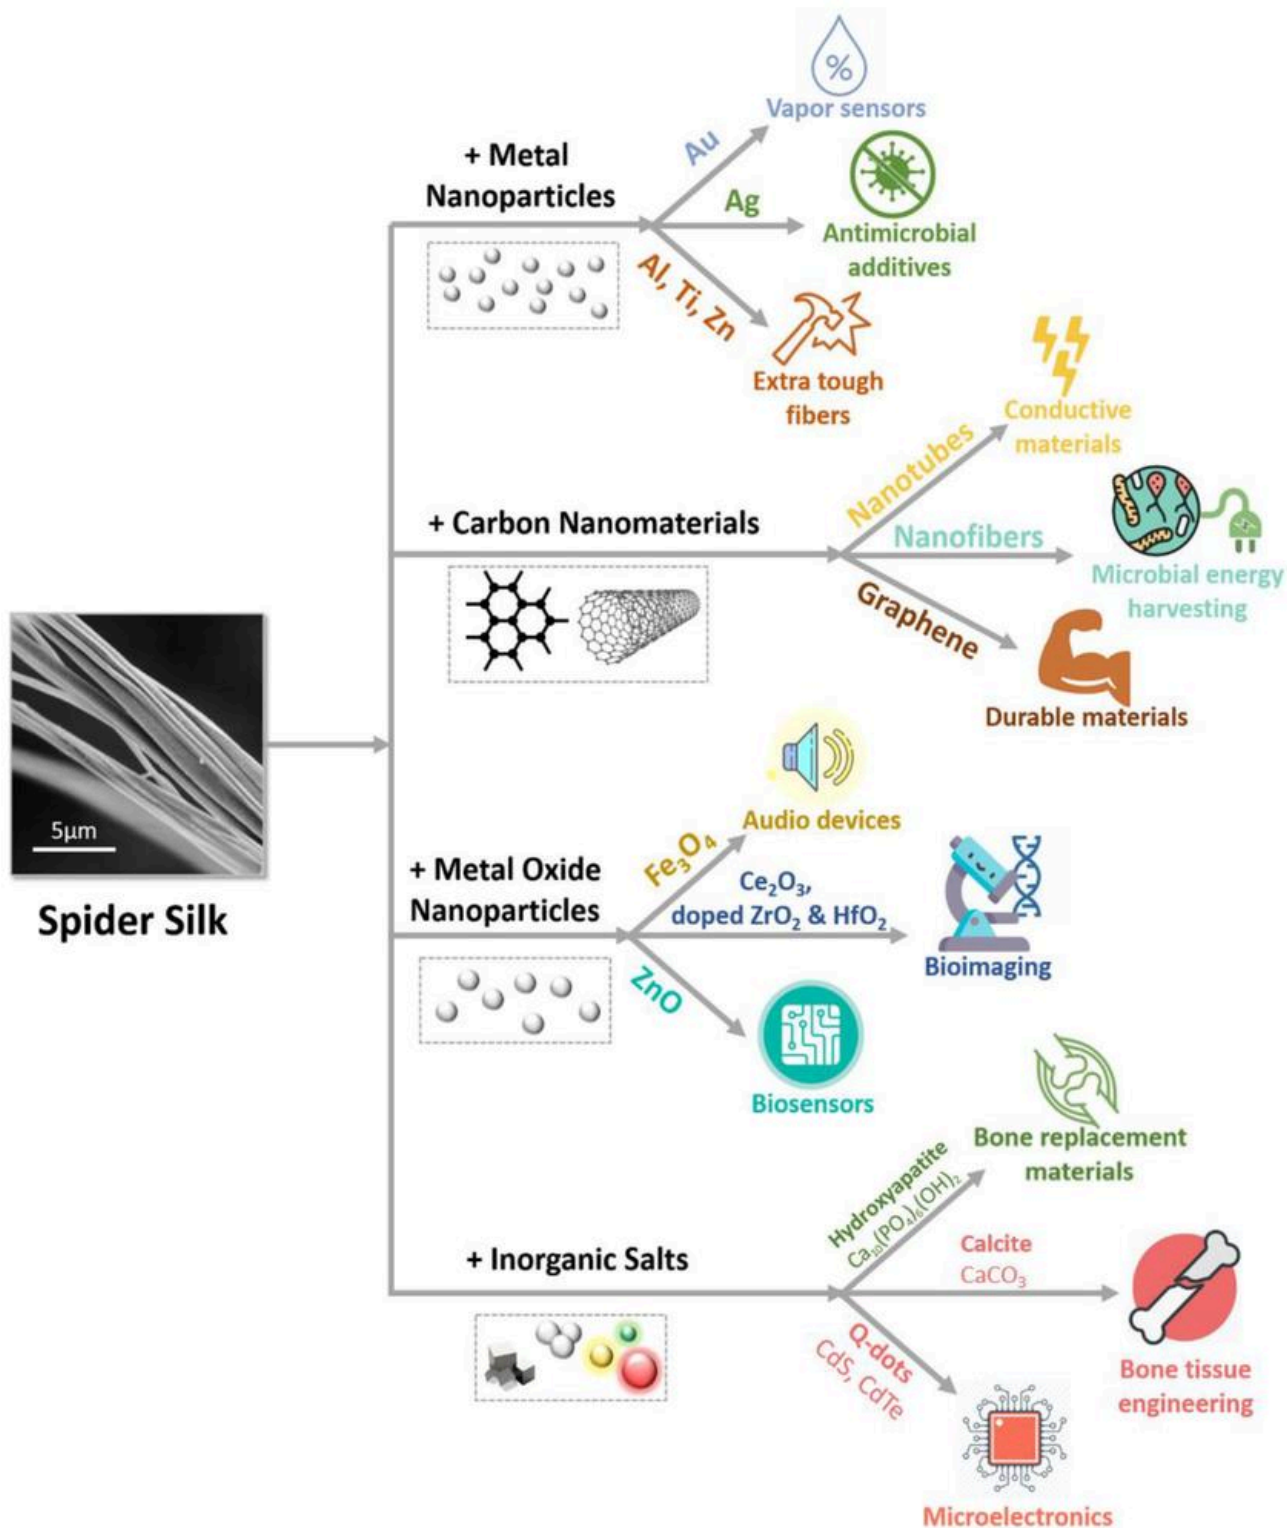 %
Vapor sensors
+ Metal
Nanoparticles
Au
Ag
Al, Ti, Zn
Antimicrobial
additives
Extra tough
fibers
+ Carbon Nanomaterials
Nanotubes
Nanofibers
Graphene
Conductive
materials
Microbial energy
harvesting
Durable materials
5µm
Spider Silk
+ Metal Oxide
Nanoparticles
Fe₃O₄
Ce₂O₃,
doped ZrO₂ & HfO₂
ZnO
Audio devices
Bioimaging
Biosensors
+ Inorganic Salts
Hydroxyapatite
Ca₁₀(PO₄)₆(OH)₂
Calcite
CaCO₃
Q-dots
CdS, CdTe
Bone replacement
materials
Bone tissue
engineering
Microelectronics